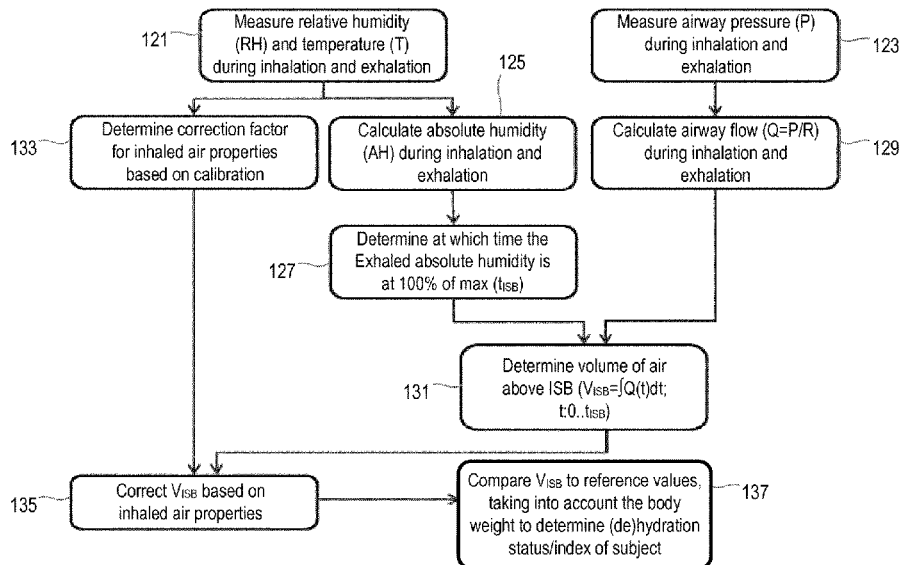 121
Measure relative humidity
(RH) and temperature (T)
during inhalation and exhalation
Measure airway pressure (P)
during inhalation and
exhalation
123
125
133
Determine correction factor
for inhaled air properties
based on calibration
Calculate absolute humidity
(AH) during inhalation and
exhalation
Calculate airway flow (Q=P/R)
during inhalation and
exhalation
129
127
Determine at which time the
Exhaled absolute humidity is
at 100% of max (tISB)
131
Determine volume of air
above ISB (VISB=∫Q(t)dt;
t:0..tISB)
135
Correct VISB based on
inhaled air properties
Compare VISB to reference values,
taking into account the body
weight to determine (de)hydration
status/index of subject
137